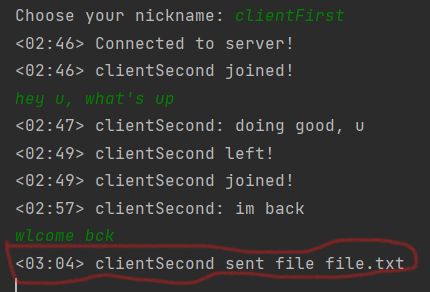 Choose your nickname: clientFirst
<02:46> Connected to server!
<02:46> clientSecond joined!
hey u, what's up
<02:47> clientSecond: doing good, u
<02:49> clientSecond left!
<02:49> clientSecond joined!
<02:57> clientSecond: im back
wlcome bck
<03:04> clientSecond sent file file.txt